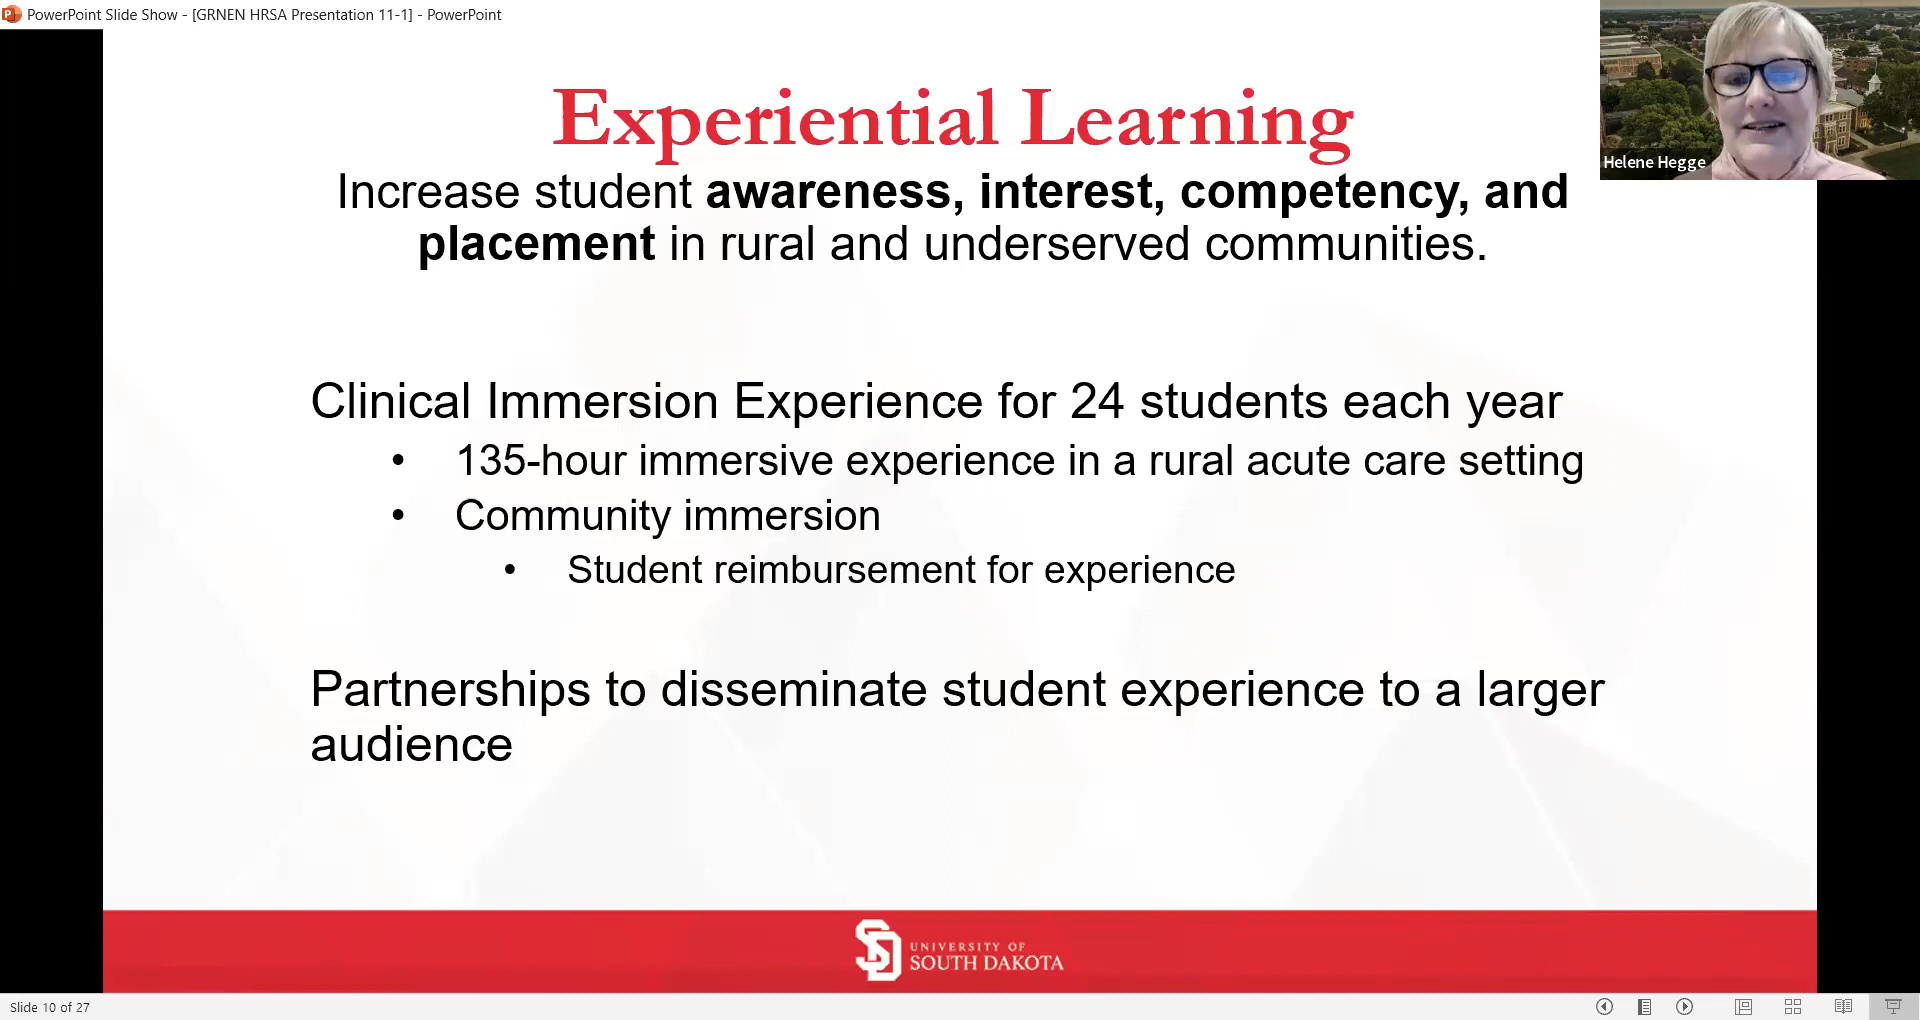 PowerPoint Slide Show - [GRNEN HRSA Presentation 11-1] - PowerPoint
Helene Hegge
Experiential Learning
Increase student awareness, interest, competency, and
placement in rural and underserved communities.
Clinical Immersion Experience for 24 students each year
• 135-hour immersive experience in a rural acute care setting
• Community immersion
• Student reimbursement for experience
Partnerships to disseminate student experience to a larger
audience
SD
UNIVERSITY OF
SOUTH DAKOTA
Slide 10 of 27